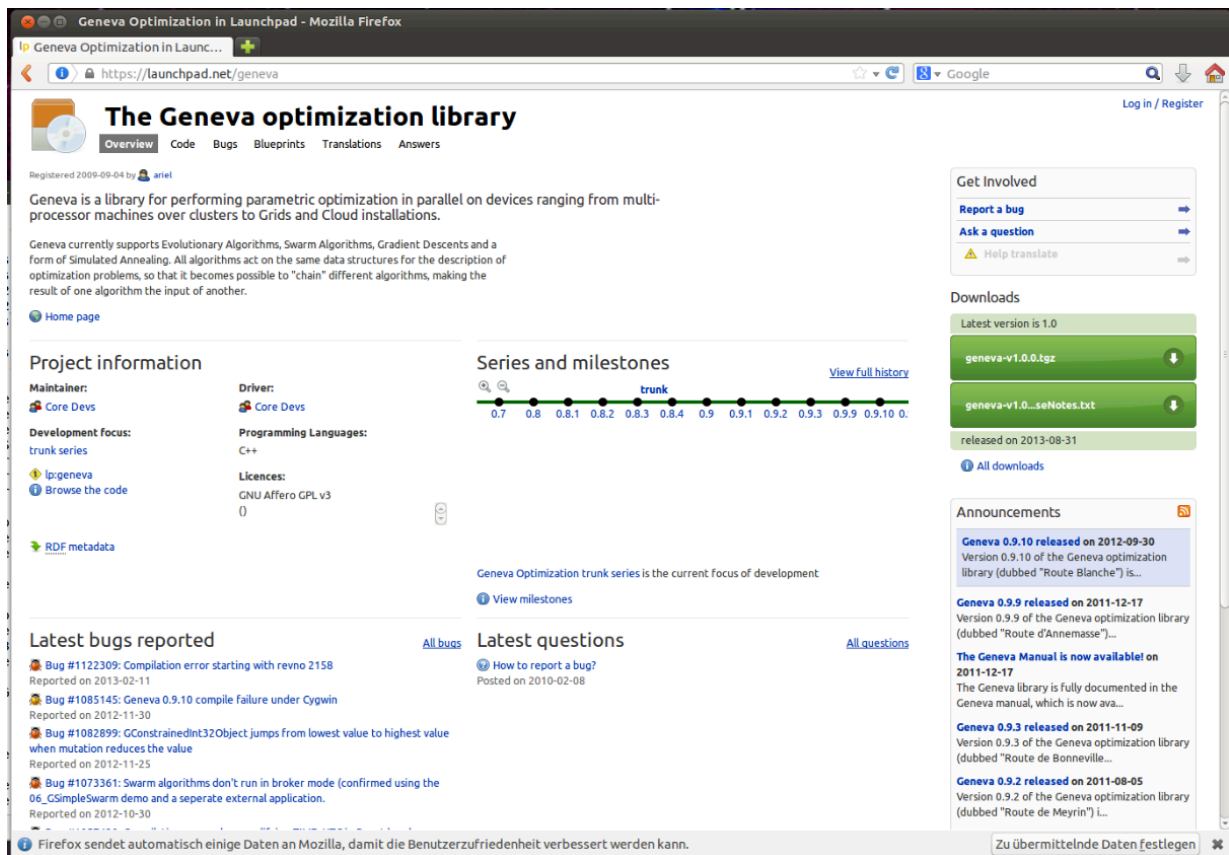 Geneva Optimization in Launchpad - Mozilla Firefox
lp Geneva Optimization in Launc...
https://launchpad.net/geneva
Google
Log in / Register
The Geneva optimization library
Overview Code Bugs Blueprints Translations Answers
Registered 2009-09-04 by ariel
Geneva is a library for performing parametric optimization in parallel on devices ranging from multi-
processor machines over clusters to Grids and Cloud installations.
Geneva currently supports Evolutionary Algorithms, Swarm Algorithms, Gradient Descents and a
form of Simulated Annealing. All algorithms act on the same data structures for the description of
optimization problems, so that it becomes possible to "chain" different algorithms, making the
result of one algorithm the input of another.
Home page
Project information
Maintainer:
Core Devs
Driver:
Core Devs
Development focus:
trunk series
Programming Languages:
C++
lp:geneva
Browse the code
Licences:
GNU Affero GPL v3
()
RDF metadata
Series and milestones
View full history
trunk
0.7 0.8 0.8.1 0.8.2 0.8.3 0.8.4 0.9 0.9.1 0.9.2 0.9.3 0.9.9 0.9.10 0.
Geneva Optimization trunk series is the current focus of development
View milestones
Latest bugs reported
All bugs
Bug #1122309: Compilation error starting with revno 2158
Reported on 2013-02-11
Bug #1085145: Geneva 0.9.10 compile failure under Cygwin
Reported on 2012-11-30
Bug #1082899: GConstrainedInt32Object jumps from lowest value to highest value
when mutation reduces the value
Reported on 2012-11-25
Bug #1073361: Swarm algorithms don't run in broker mode (confirmed using the
06_GSimpleSwarm demo and a seperate external application.
Reported on 2012-10-30
Latest questions
All questions
How to report a bug?
Posted on 2010-02-08
Get Involved
Report a bug
Ask a question
Help translate
Downloads
Latest version is 1.0
geneva-v1.0.0.tgz
geneva-v1.0...seNotes.txt
released on 2013-08-31
All downloads
Announcements
Geneva 0.9.10 released on 2012-09-30
Version 0.9.10 of the Geneva optimization
library (dubbed "Route Blanche") is...
Geneva 0.9.9 released on 2011-12-17
Version 0.9.9 of the Geneva optimization library
(dubbed "Route d'Annemasse")...
The Geneva Manual is now available! on
2011-12-17
The Geneva library is fully documented in the
Geneva manual, which is now ava...
Geneva 0.9.3 released on 2011-11-09
Version 0.9.3 of the Geneva optimization library
(dubbed "Route de Bonneville...
Geneva 0.9.2 released on 2011-08-05
Version 0.9.2 of the Geneva optimization library
(dubbed "Route de Meyrin") i...
Firefox sendet automatisch einige Daten an Mozilla, damit die Benutzerzufriedenheit verbessert werden kann.
Zu übermittelnde Daten festlegen